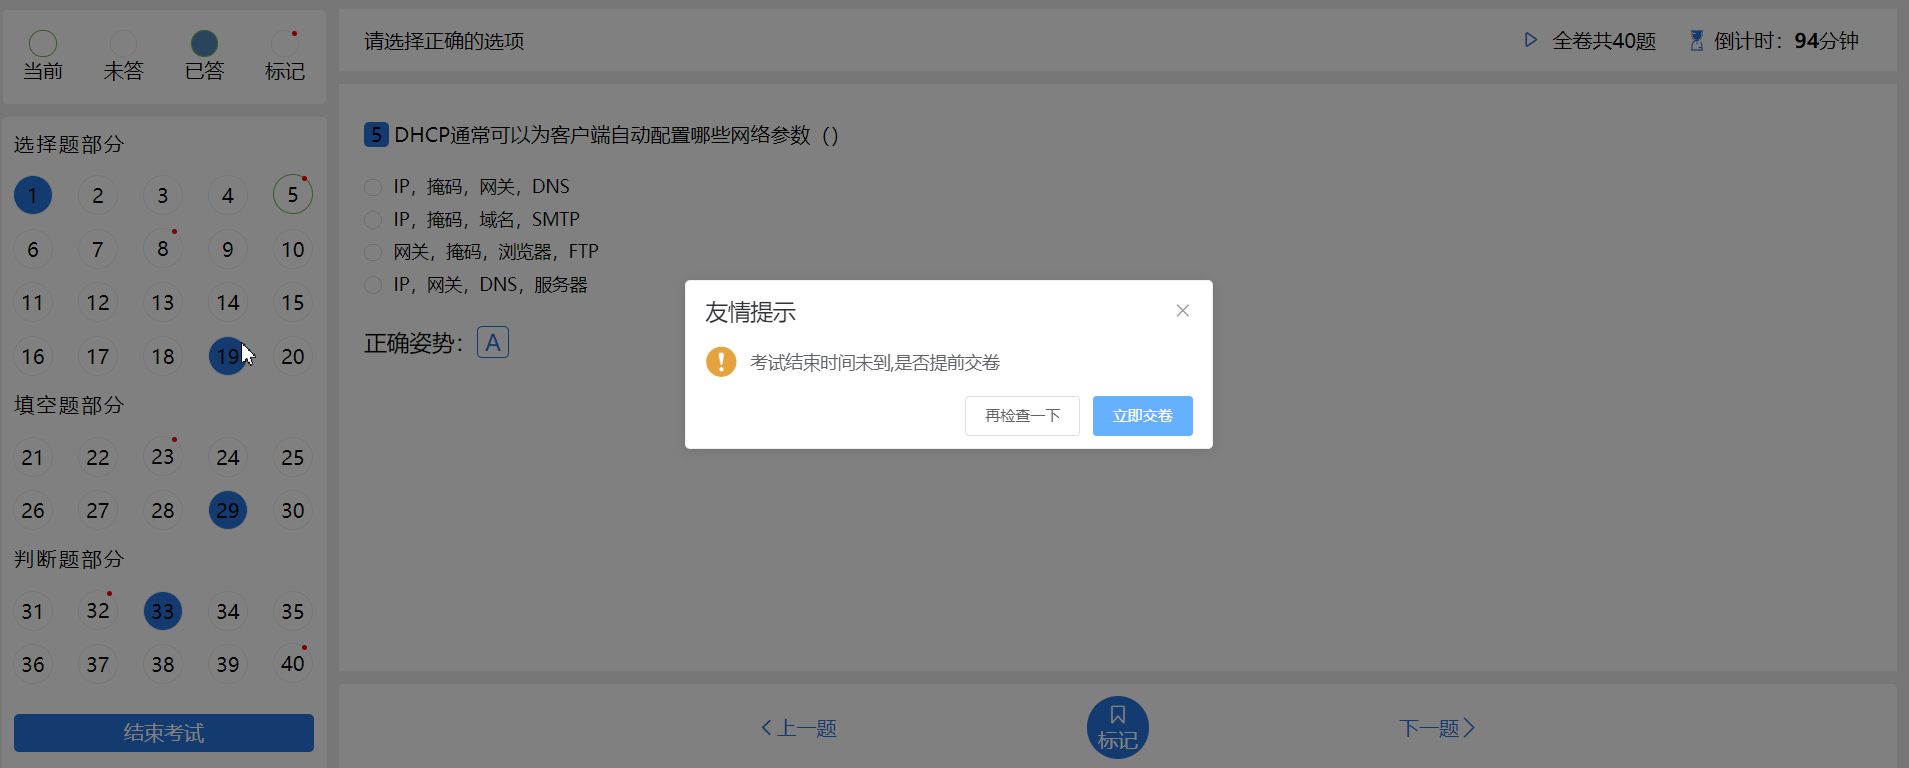 当前 未答 已答 标记
选择题部分
1 2 3 4 5
6 7 8 9 10
11 12 13 14 15
16 17 18 19 20
填空题部分
21 22 23 24 25
26 27 28 29 30
判断题部分
31 32 33 34 35
36 37 38 39 40
结束考试
请选择正确的选项
全卷共40题 倒计时：94分钟
5 DHCP通常可以为客户端自动配置哪些网络参数（）
IP，掩码，网关，DNS
IP，掩码，域名，SMTP
网关，掩码，浏览器，FTP
IP，网关，DNS，服务器
正确姿势： A
友情提示
考试结束时间未到,是否提前交卷
再检查一下 立即交卷
上一题 标记 下一题